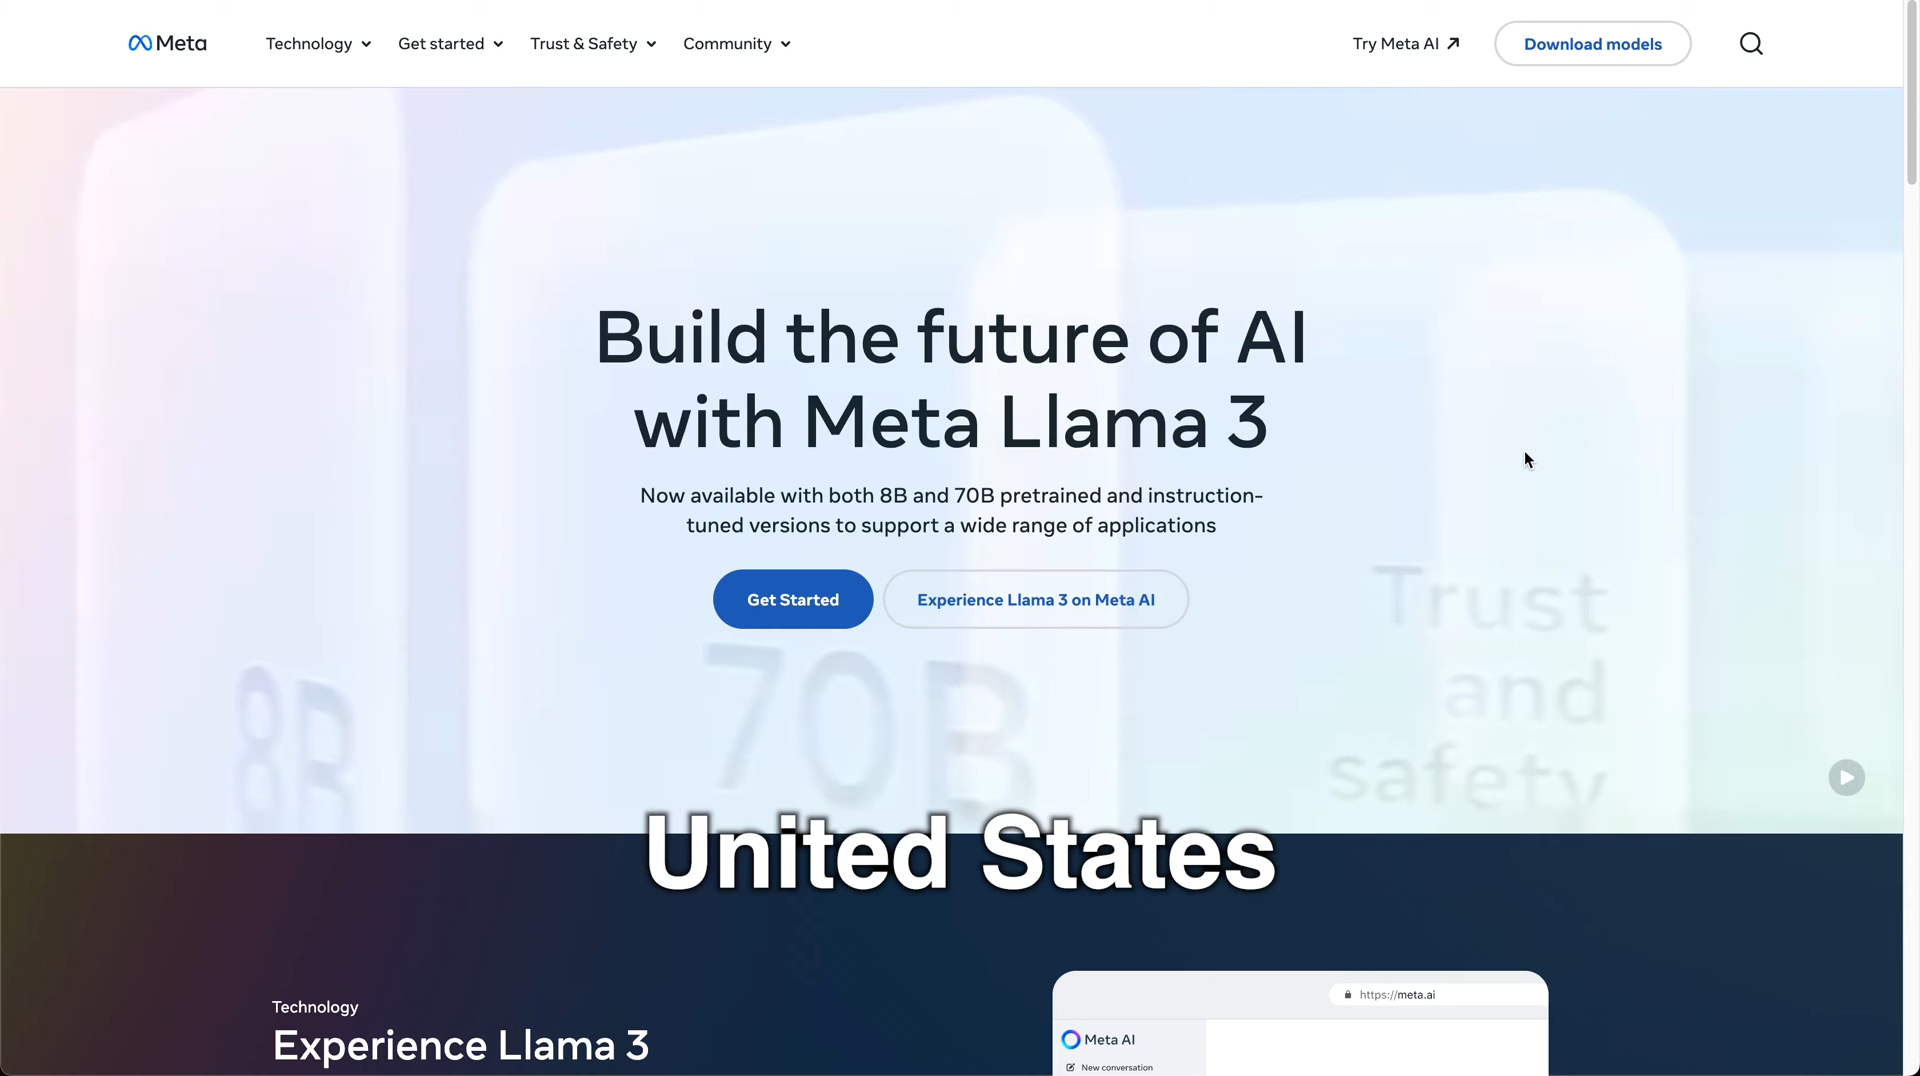 Meta
Technology
Get started
Trust & Safety
Community
Try Meta AI
Download models
Build the future of AI
with Meta Llama 3
Now available with both 8B and 70B pretrained and instruction-
tuned versions to support a wide range of applications
Get Started
Experience Llama 3 on Meta AI
8B
70B
Trust
and
safety
United States
Technology
Experience Llama 3
https://meta.ai
Meta AI
New conversation